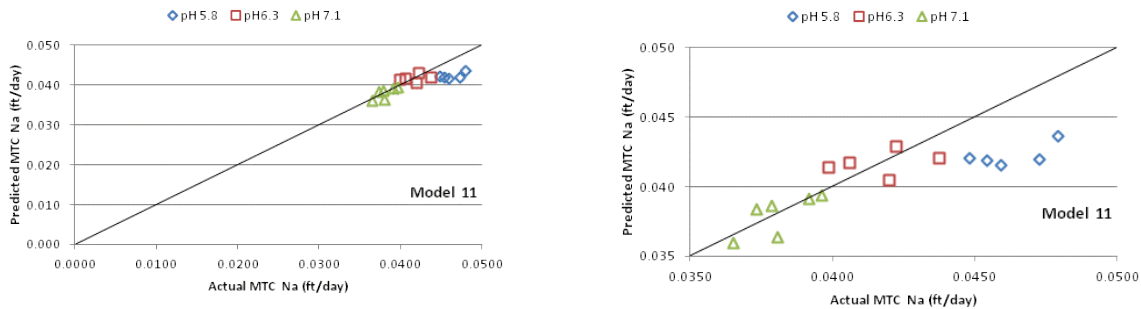 pH 5.8 pH6.3 pH 7.1
0.050
0.040
0.030
0.020
0.010
0.000
Predicted MTC Na (ft/day)
Model 11
0.0000 0.0100 0.0200 0.0300 0.0400 0.0500
Actual MTC Na (ft/day)
pH 5.8 pH6.3 pH 7.1
0.050
0.045
0.040
0.035
Predicted MTC Na (ft/day)
Model 11
0.0350 0.0400 0.0450 0.0500
Actual MTC Na (ft/day)